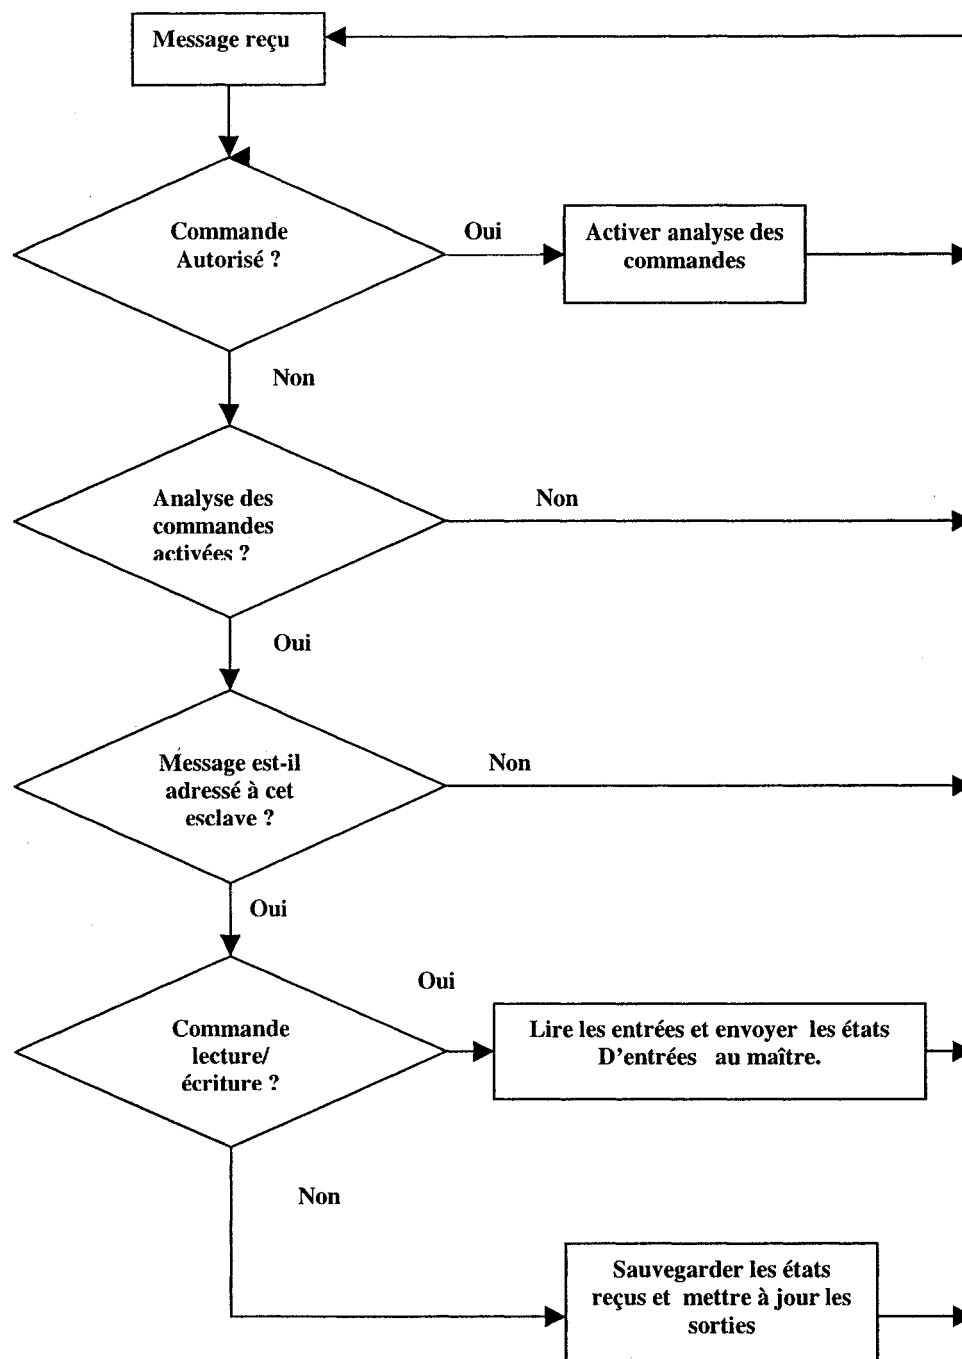 Message reçu
Commande
Autorisé ?
Oui
Activer analyse des
commandes
Non
Analyse des
commandes
activées ?
Non
Oui
Message est-il
adressé à cet
esclave ?
Non
Oui
Commande
lecture/
écriture ?
Oui
Lire les entrées et envoyer les états
D'entrées au maître.
Non
Sauvegarder les états
reçus et mettre à jour les
sorties